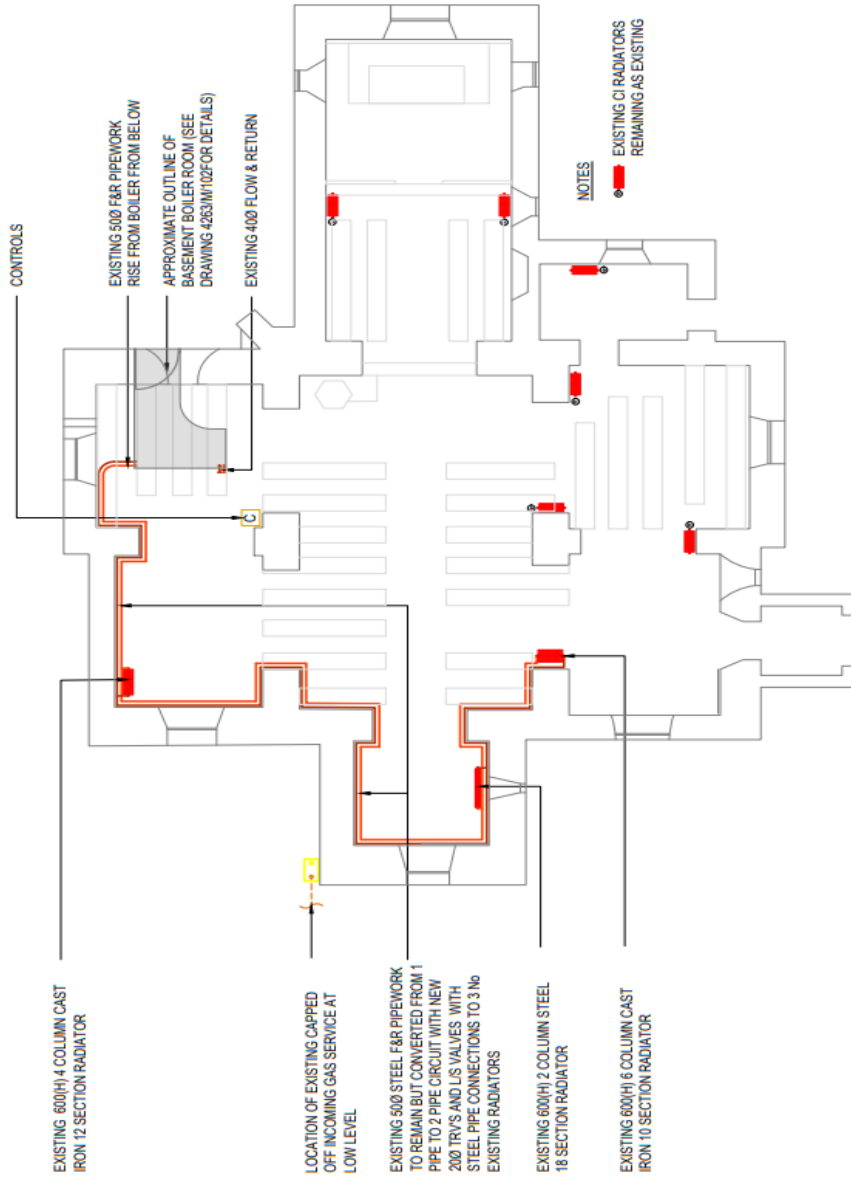 CONTROLS
EXISTING 50Ø F&R PIPEWORK
RISE FROM BOILER FROM BELOW
APPROXIMATE OUTLINE OF
BASEMENT BOILER ROOM (SEE
DRAWING 4263/M/102FOR DETAILS)
EXISTING 40Ø FLOW & RETURN
C
NOTES
EXISTING CI RADIATORS
REMAINING AS EXISTING
EXISTING 600(H) 4 COLUMN CAST
IRON 12 SECTION RADIATOR
LOCATION OF EXISTING CAPPED
OFF INCOMING GAS SERVICE AT
LOW LEVEL
EXISTING 50Ø STEEL F&R PIPEWORK
TO REMAIN BUT CONVERTED FROM 1
PIPE TO 2 PIPE CIRCUIT WITH NEW
20Ø TRV'S AND L/S VALVES WITH
STEEL PIPE CONNECTIONS TO 3 No
EXISTING RADIATORS
EXISTING 600(H) 2 COLUMN STEEL
18 SECTION RADIATOR
EXISTING 600(H) 6 COLUMN CAST
IRON 10 SECTION RADIATOR